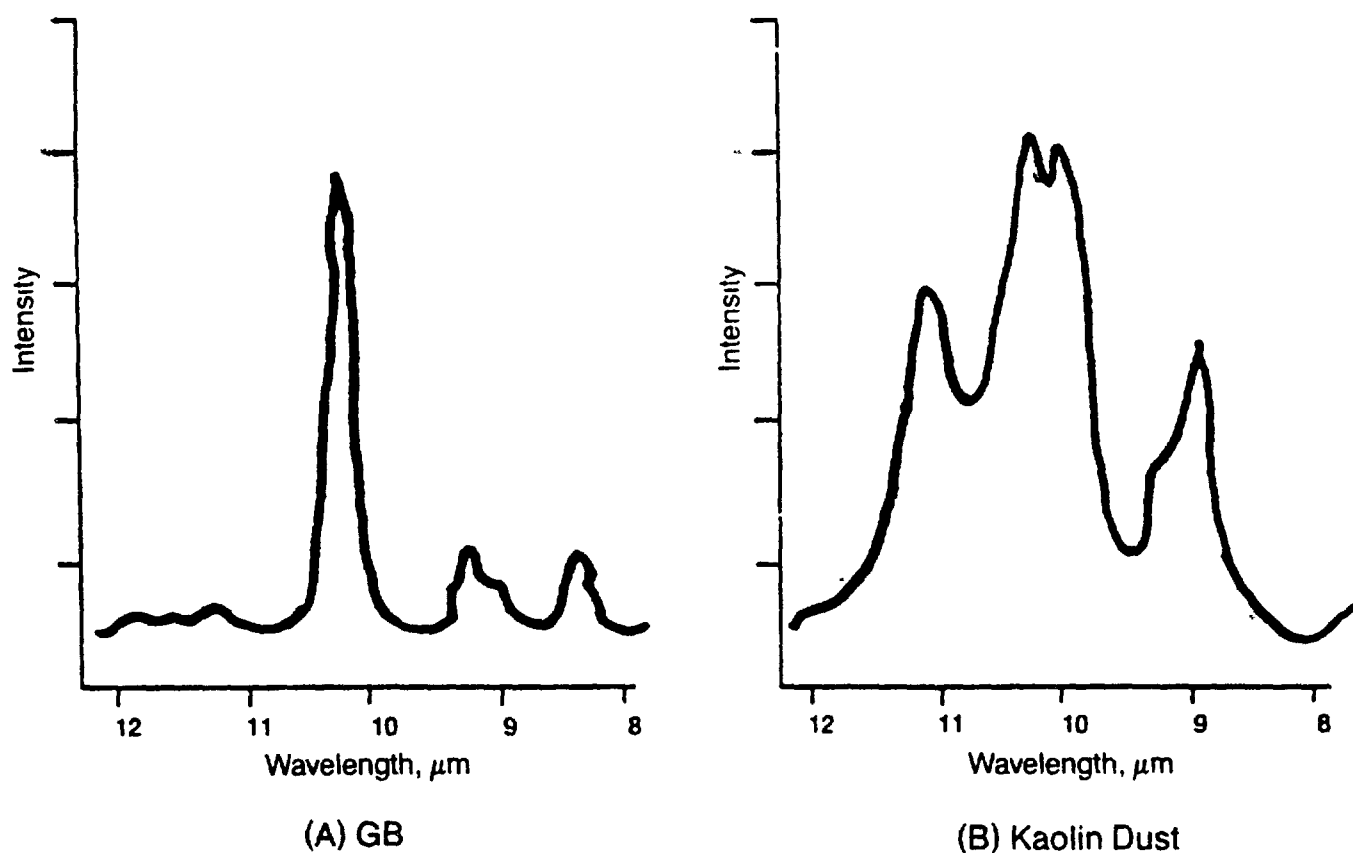 Intensity
12 11 10 9 8
Wavelength, μm
(A) GB
Intensity
12 11 10 9 8
Wavelength, μm
(B) Kaolin Dust